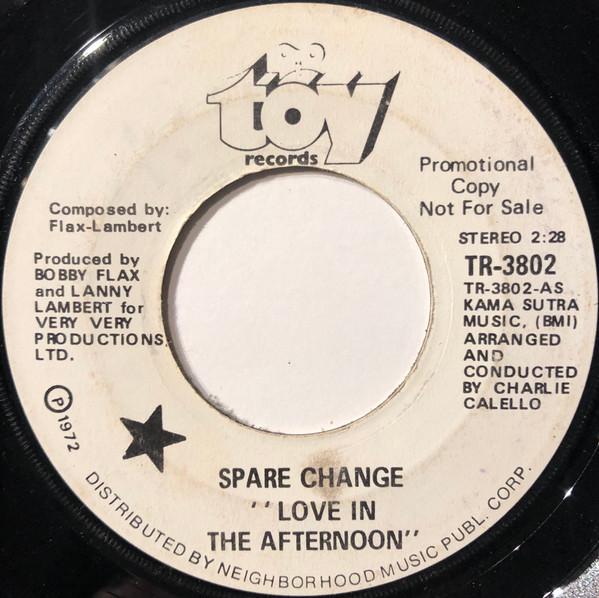 toy
records
Promotional
Copy
Not For Sale
Composed by:
Flax-Lambert
STEREO 2:28
TR-3802
TR-3802-AS
KAMA SUTRA
MUSIC, (BMI)
ARRANGED
AND
CONDUCTED
BY CHARLIE
CALELLO
Produced by
BOBBY FLAX
and LANNY
LAMBERT for
VERY VERY
PRODUCTIONS,
LTD.
Ⓟ1972
SPARE CHANGE
''LOVE IN
THE AFTERNOON''
DISTRIBUTED BY NEIGHBORHOOD MUSIC PUBL. CORP.